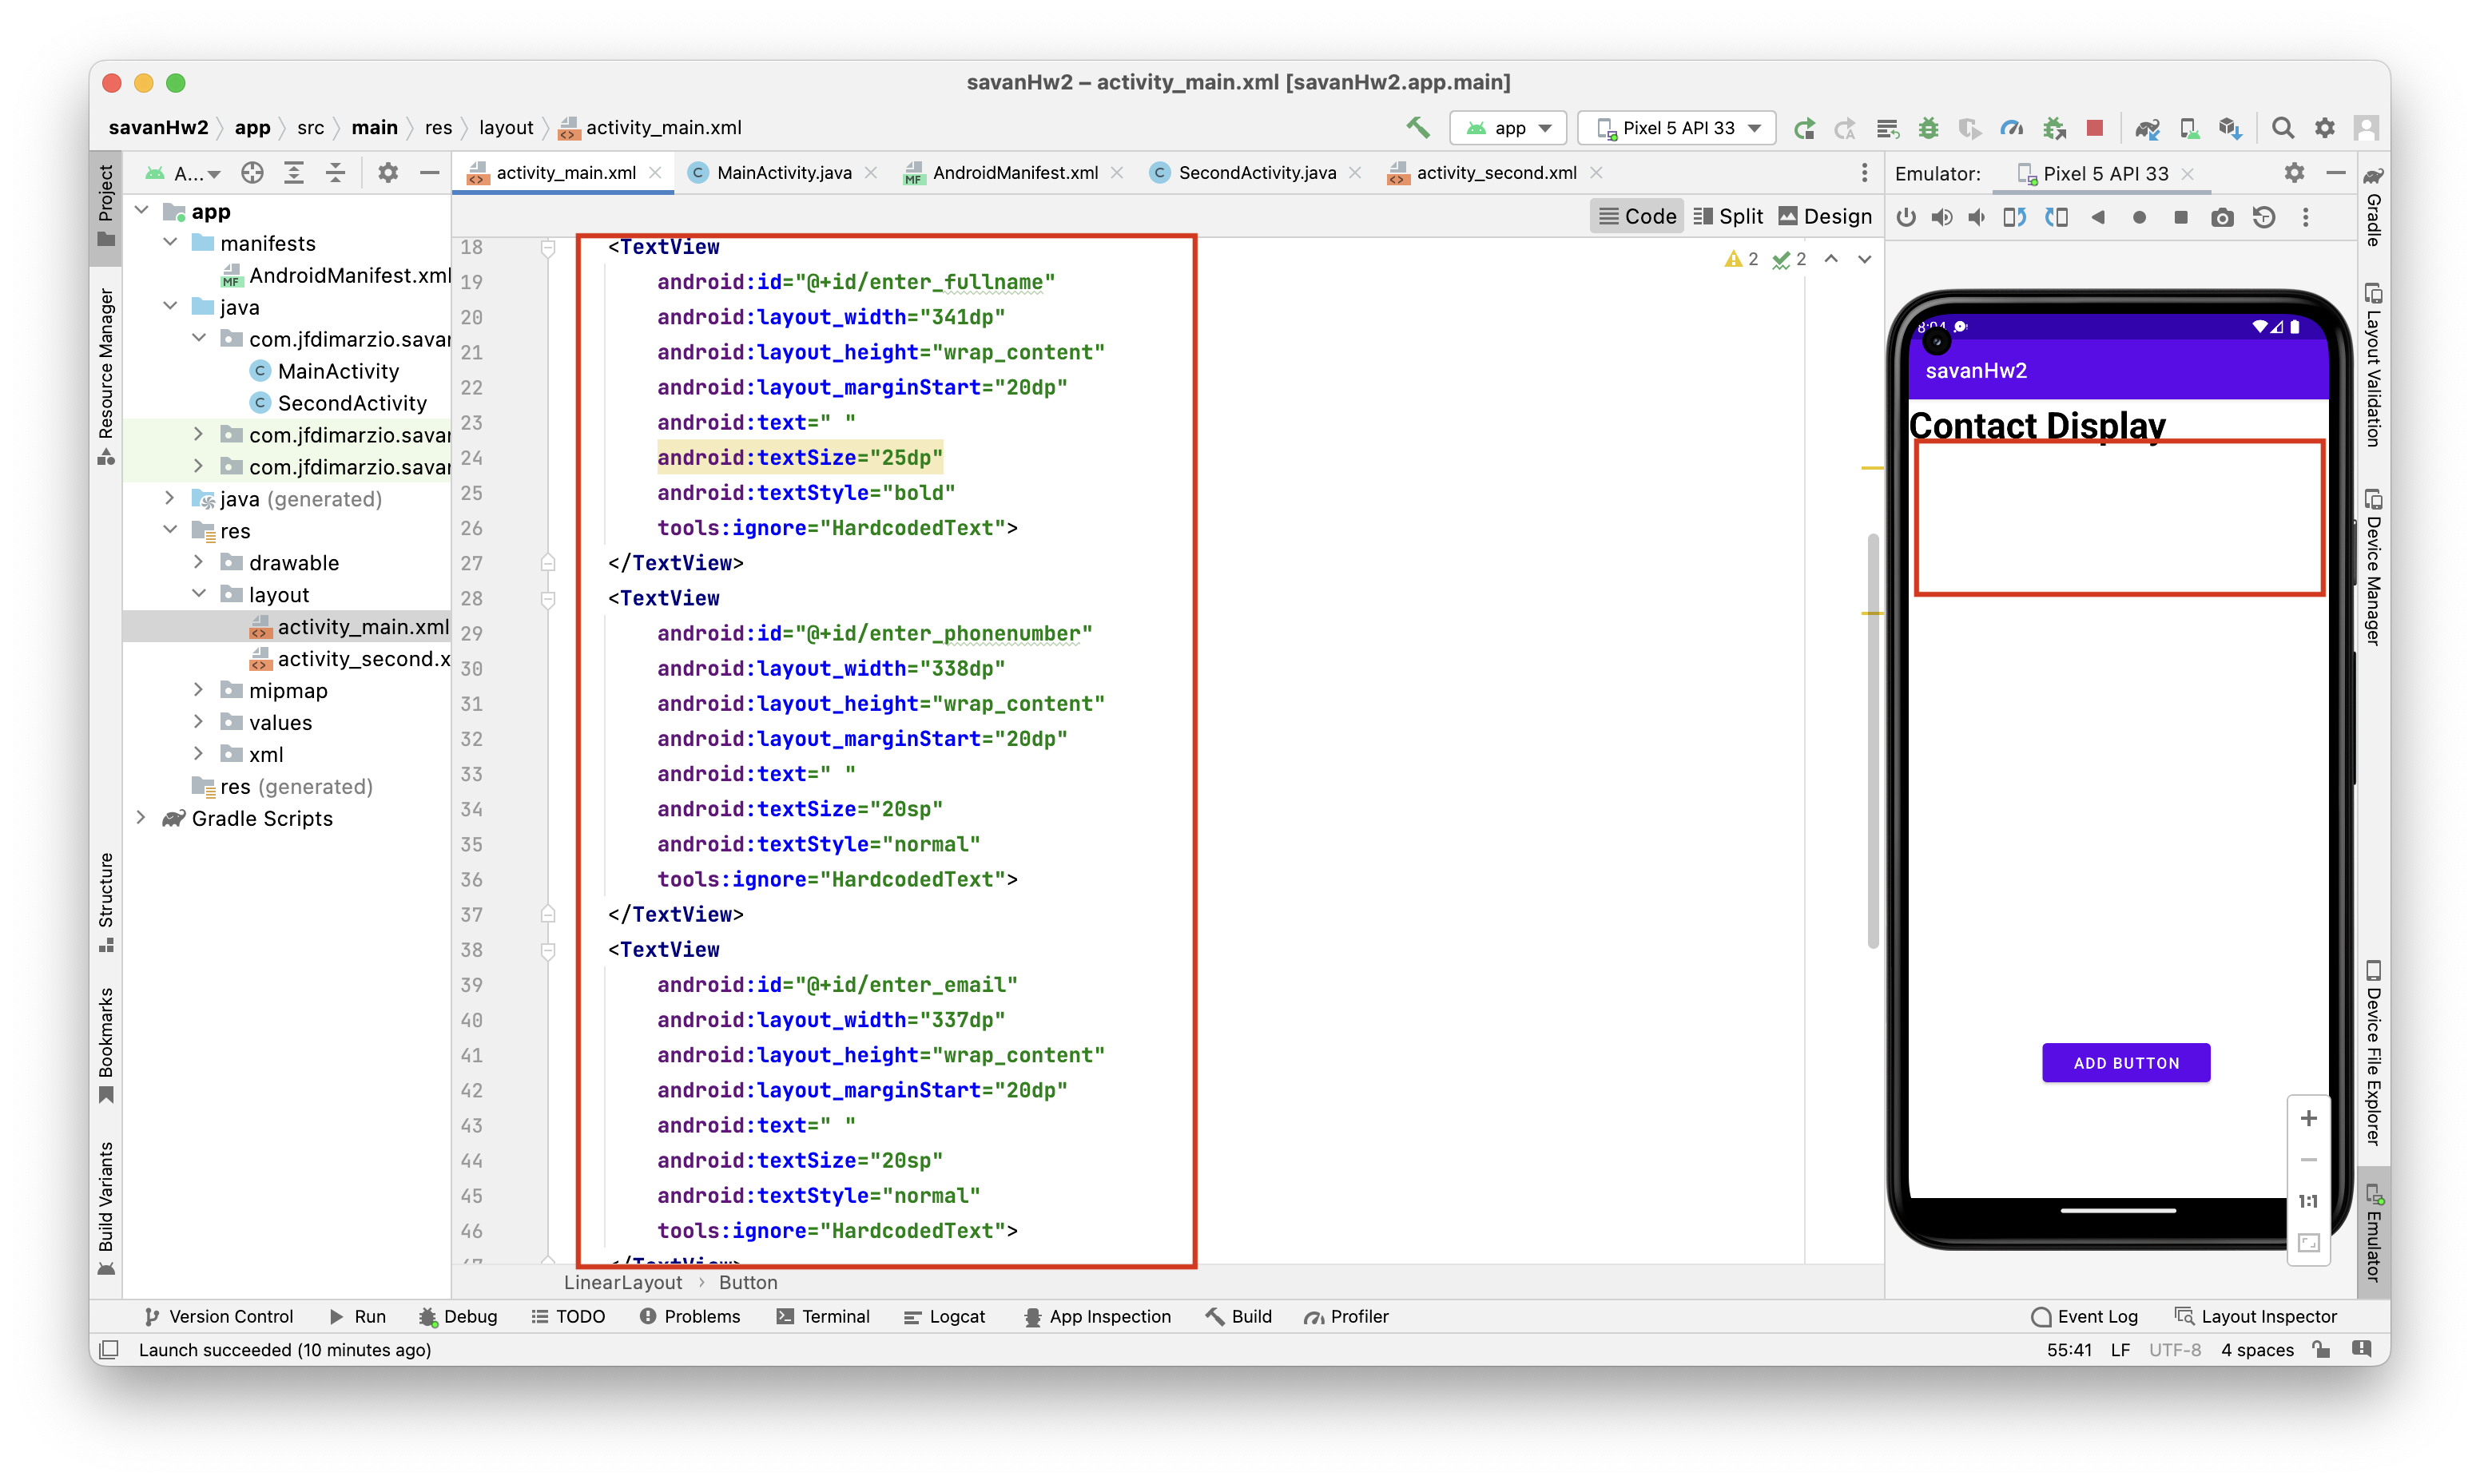 savanHw2 – activity_main.xml [savanHw2.app.main]
savanHw2 app src main res layout activity_main.xml
app Pixel 5 API 33
A...
activity_main.xml MainActivity.java AndroidManifest.xml SecondActivity.java activity_second.xml
Emulator: Pixel 5 API 33
Code Split Design
Project
Resource Manager
Structure
Bookmarks
Build Variants
app
manifests
AndroidManifest.xml
java
com.jfdimarzio.savan
MainActivity
SecondActivity
com.jfdimarzio.savan
com.jfdimarzio.savan
java (generated)
res
drawable
layout
activity_main.xml
activity_second.x
mipmap
values
xml
res (generated)
Gradle Scripts
2 2
18 <TextView
19 android:id="@+id/enter_fullname"
20 android:layout_width="341dp"
21 android:layout_height="wrap_content"
22 android:layout_marginStart="20dp"
23 android:text=" "
24 android:textSize="25dp"
25 android:textStyle="bold"
26 tools:ignore="HardcodedText">
27 </TextView>
28 <TextView
29 android:id="@+id/enter_phonenumber"
30 android:layout_width="338dp"
31 android:layout_height="wrap_content"
32 android:layout_marginStart="20dp"
33 android:text=" "
34 android:textSize="20sp"
35 android:textStyle="normal"
36 tools:ignore="HardcodedText">
37 </TextView>
38 <TextView
39 android:id="@+id/enter_email"
40 android:layout_width="337dp"
41 android:layout_height="wrap_content"
42 android:layout_marginStart="20dp"
43 android:text=" "
44 android:textSize="20sp"
45 android:textStyle="normal"
46 tools:ignore="HardcodedText">
47 </TextView>
LinearLayout › Button
8:04
savanHw2
Contact Display
ADD BUTTON
1:1
Gradle
Layout Validation
Device Manager
Device File Explorer
Emulator
Version Control Run Debug TODO Problems Terminal Logcat App Inspection Build Profiler Event Log Layout Inspector
Launch succeeded (10 minutes ago) 55:41 LF UTF-8 4 spaces